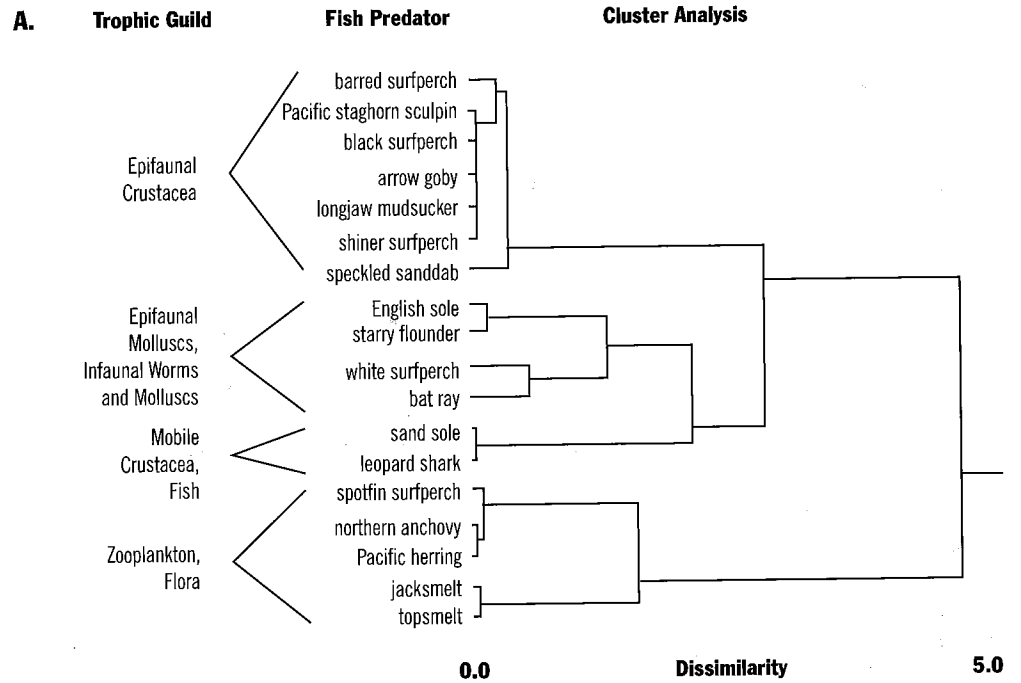 A. Trophic Guild Fish Predator Cluster Analysis
barred surfperch
Pacific staghorn sculpin
black surfperch
arrow goby
longjaw mudsucker
shiner surfperch
speckled sanddab
Epifaunal
Crustacea
English sole
starry flounder
white surfperch
bat ray
Epifaunal
Molluscs,
Infaunal Worms
and Molluscs
sand sole
leopard shark
Mobile
Crustacea,
Fish
spotfin surfperch
northern anchovy
Pacific herring
jacksmelt
topsmelt
Zooplankton,
Flora
0.0 Dissimilarity 5.0